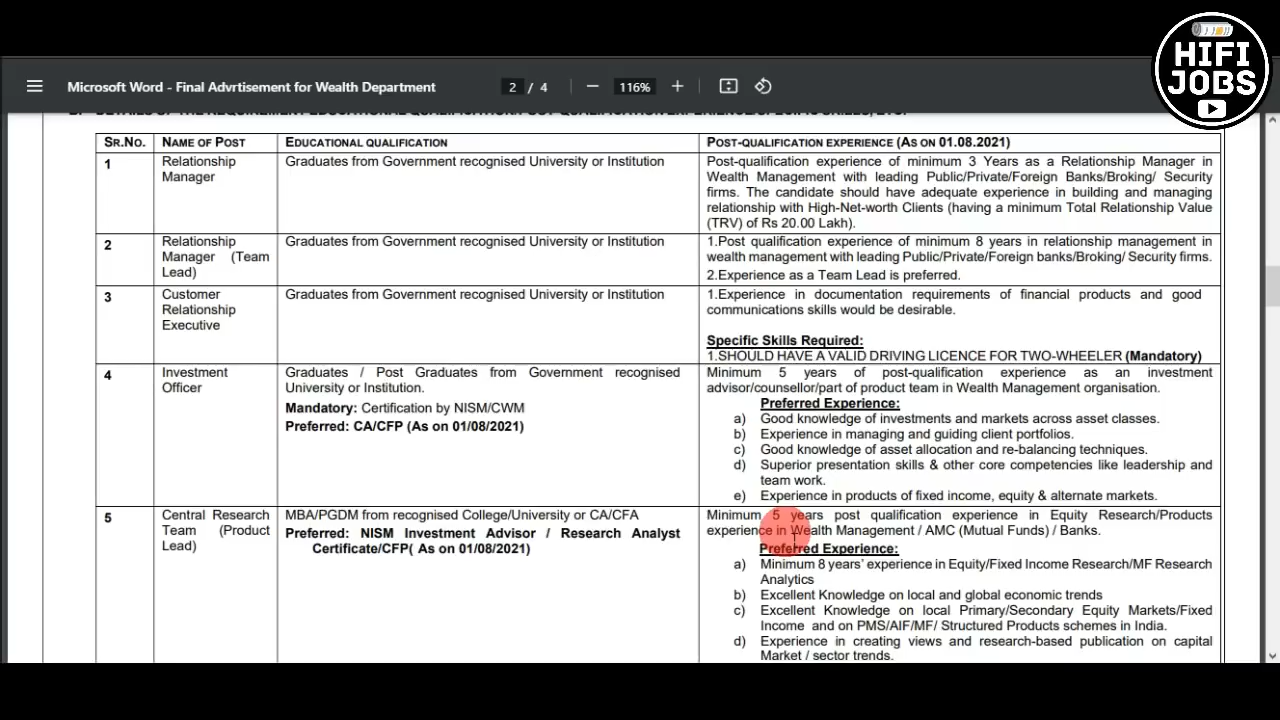 HIFI
JOBS
Microsoft Word - Final Advrtisement for Wealth Department
2 / 4
116%
SR.NO.
NAME OF POST
EDUCATIONAL QUALIFICATION
POST-QUALIFICATION EXPERIENCE (AS ON 01.08.2021)
1
Relationship
Manager
Graduates from Government recognised University or Institution
Post-qualification experience of minimum 3 Years as a Relationship Manager in
Wealth Management with leading Public/Private/Foreign Banks/Broking/ Security
firms. The candidate should have adequate experience in building and managing
relationship with High-Net-worth Clients (having a minimum Total Relationship Value
(TRV) of Rs 20.00 Lakh).
2
Relationship
Manager (Team
Lead)
Graduates from Government recognised University or Institution
1.Post qualification experience of minimum 8 years in relationship management in
wealth management with leading Public/Private/Foreign banks/Broking/ Security firms.
2.Experience as a Team Lead is preferred.
3
Customer
Relationship
Executive
Graduates from Government recognised University or Institution
1.Experience in documentation requirements of financial products and good
communications skills would be desirable.
Specific Skills Required:
1.SHOULD HAVE A VALID DRIVING LICENCE FOR TWO-WHEELER (Mandatory)
4
Investment
Officer
Graduates / Post Graduates from Government recognised
University or Institution.
Mandatory: Certification by NISM/CWM
Preferred: CA/CFP (As on 01/08/2021)
Minimum 5 years of post-qualification experience as an investment
advisor/counsellor/part of product team in Wealth Management organisation.
Preferred Experience:
a) Good knowledge of investments and markets across asset classes.
b) Experience in managing and guiding client portfolios.
c) Good knowledge of asset allocation and re-balancing techniques.
d) Superior presentation skills & other core competencies like leadership and
team work.
e) Experience in products of fixed income, equity & alternate markets.
5
Central Research
Team (Product
Lead)
MBA/PGDM from recognised College/University or CA/CFA
Preferred: NISM Investment Advisor / Research Analyst
Certificate/CFP( As on 01/08/2021)
Minimum 5 years post qualification experience in Equity Research/Products
experience in Wealth Management / AMC (Mutual Funds) / Banks.
Preferred Experience:
a) Minimum 8 years' experience in Equity/Fixed Income Research/MF Research
Analytics
b) Excellent Knowledge on local and global economic trends
c) Excellent Knowledge on local Primary/Secondary Equity Markets/Fixed
Income and on PMS/AIF/MF/ Structured Products schemes in India.
d) Experience in creating views and research-based publication on capital
Market / sector trends.